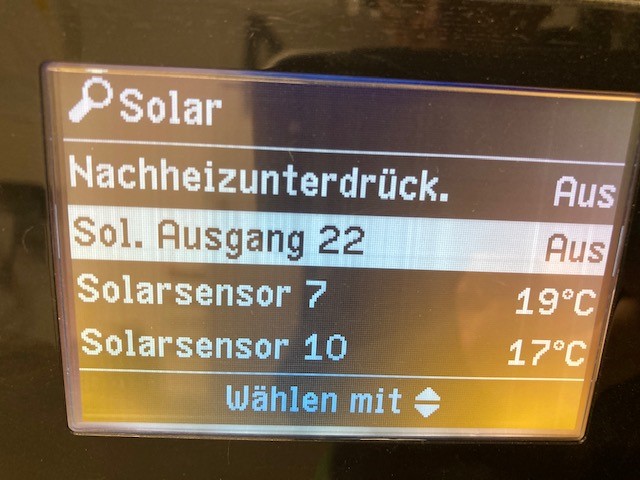 Solar
Nachheizunterdrück. Aus
Sol. Ausgang 22 Aus
Solarsensor 7 19°C
Solarsensor 10 17°C
Wählen mit